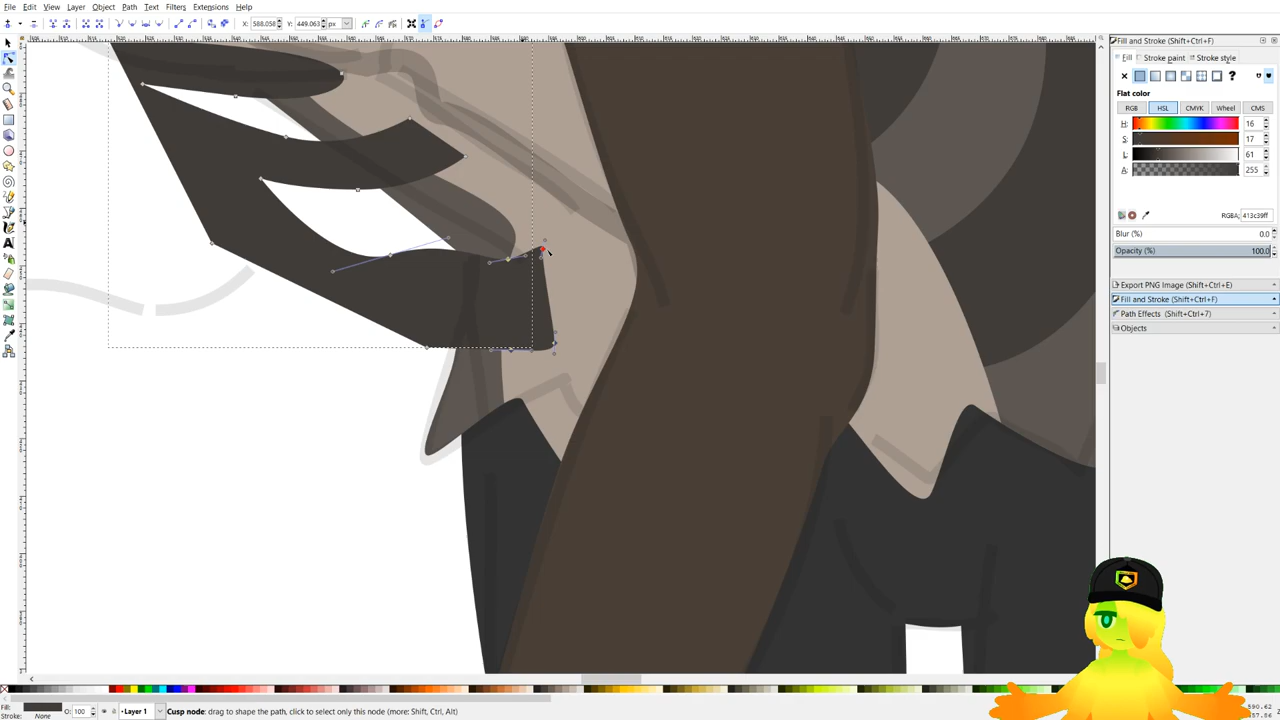 File Edit View Layer Object Path Text Filters Extensions Help
X: 588.058 Y: 449.063 px
Fill and Stroke (Shift+Ctrl+F)
Fill Stroke paint Stroke style
?
Flat color
RGB HSL CMYK Wheel CMS
H: 16
S: 17
L: 61
A: 255
RGBA: 413c39ff
Blur (%) 0.0
Opacity (%) 100.0
Export PNG Image (Shift+Ctrl+E)
Fill and Stroke (Shift+Ctrl+F)
Path Effects (Shift+Ctrl+7)
Objects
Fill:
Stroke: None
O: 100
Layer 1
Cusp node: drag to shape the path, click to select only this node (more: Shift, Ctrl, Alt)